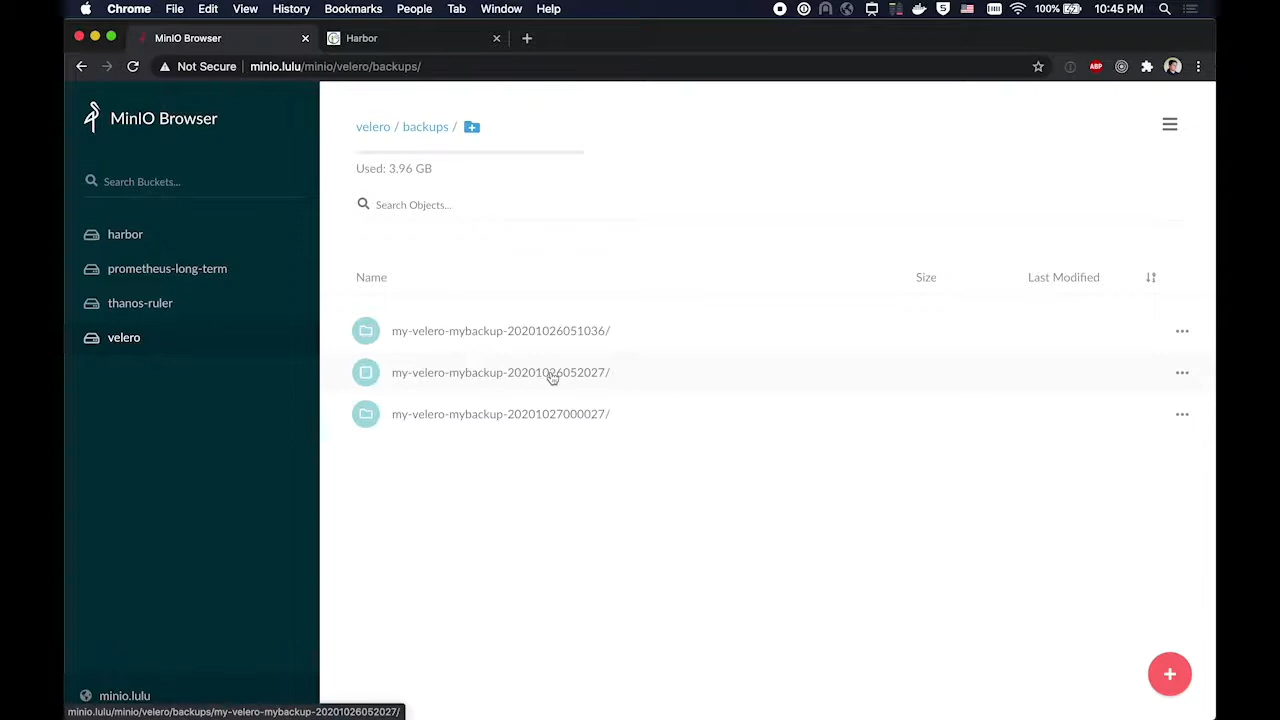 Chrome File Edit View History Bookmarks People Tab Window Help 5 100% 10:45 PM
MinIO Browser Harbor
Not Secure minio.lulu/minio/velero/backups/ ABP
MinIO Browser
Search Buckets...
harbor
prometheus-long-term
thanos-ruler
velero
velero / backups /
Used: 3.96 GB
Search Objects...
Name Size Last Modified
my-velero-mybackup-20201026051036/
my-velero-mybackup-20201026052027/
my-velero-mybackup-20201027000027/
minio.lulu
minio.lulu/minio/velero/backups/my-velero-mybackup-20201026052027/